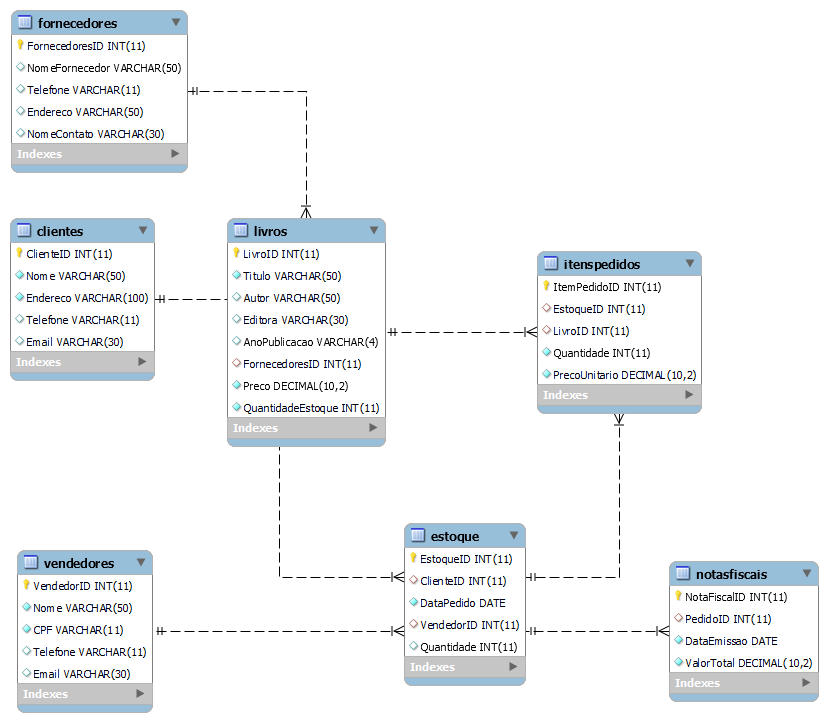 fornecedores
FornecedoresID INT(11)
NomeFornecedor VARCHAR(50)
Telefone VARCHAR(11)
Endereco VARCHAR(50)
NomeContato VARCHAR(30)
Indexes
clientes
ClienteID INT(11)
Nome VARCHAR(50)
Endereco VARCHAR(100)
Telefone VARCHAR(11)
Email VARCHAR(30)
Indexes
livros
LivroID INT(11)
Titulo VARCHAR(50)
Autor VARCHAR(50)
Editora VARCHAR(30)
AnoPublicacao VARCHAR(4)
FornecedoresID INT(11)
Preco DECIMAL(10,2)
QuantidadeEstoque INT(11)
Indexes
itenspedidos
ItemPedidoID INT(11)
EstoqueID INT(11)
LivroID INT(11)
Quantidade INT(11)
PrecoUnitario DECIMAL(10,2)
Indexes
vendedores
VendedorID INT(11)
Nome VARCHAR(50)
CPF VARCHAR(11)
Telefone VARCHAR(11)
Email VARCHAR(30)
Indexes
estoque
EstoqueID INT(11)
ClienteID INT(11)
DataPedido DATE
VendedorID INT(11)
Quantidade INT(11)
Indexes
notasfiscais
NotaFiscalID INT(11)
PedidoID INT(11)
DataEmissao DATE
ValorTotal DECIMAL(10,2)
Indexes